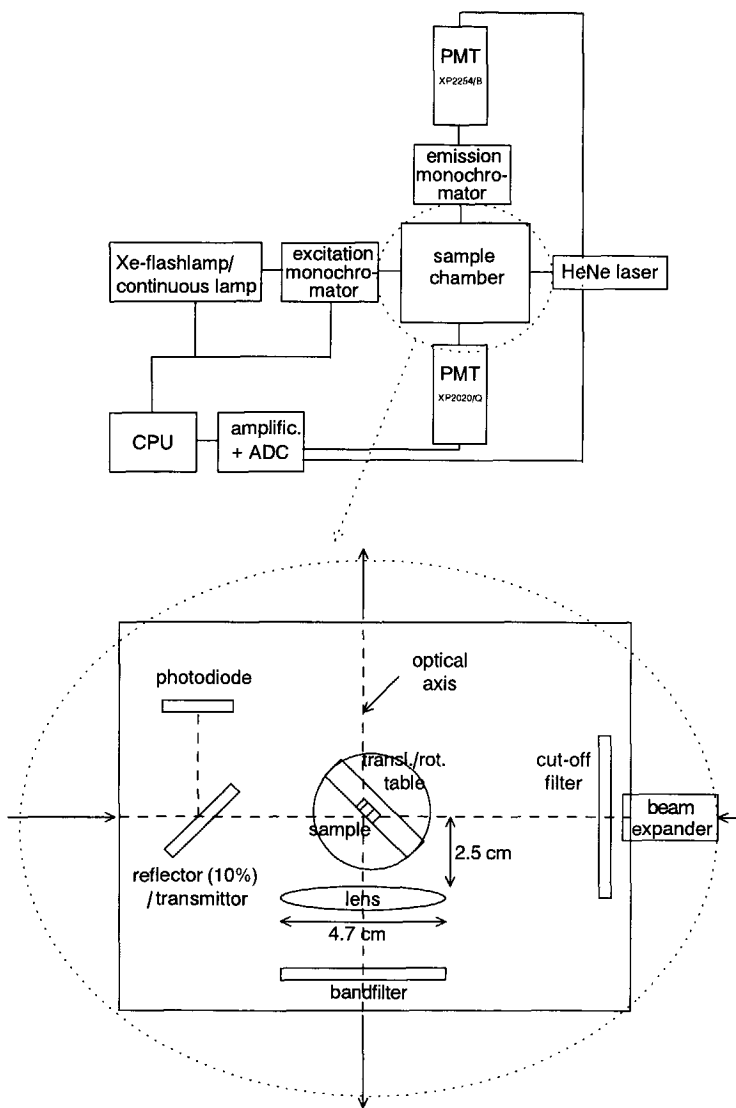 PMT
XP2254/B
emission
monochro-
mator
Xe-flashlamp/
continuous lamp
excitation
monochro-
mator
sample
chamber
HeNe laser
PMT
XP2020/Q
CPU
amplific.
+ ADC
photodiode
optical
axis
transl./rot.
table
cut-off
filter
sample
beam
expander
2.5 cm
reflector (10%)
/transmittor
lens
4.7 cm
bandfilter